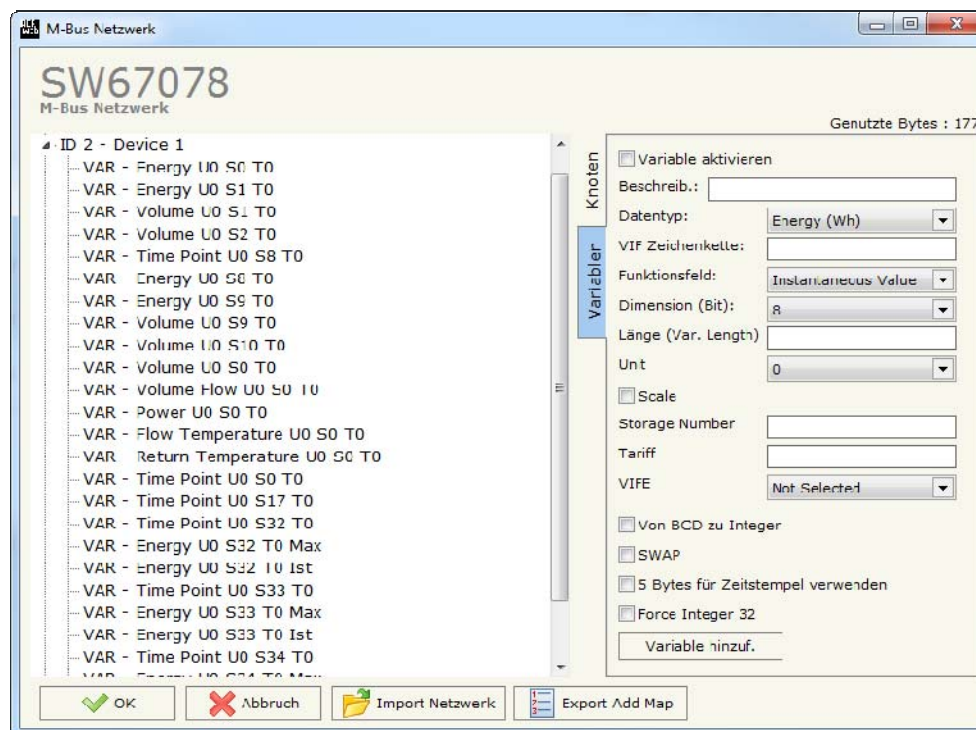 M-Bus Netzwerk
SW67078
M-Bus Netzwerk
Genutzte Bytes : 177
ID 2 - Device 1
VAR - Energy U0 S0 T0
VAR - Energy U0 S1 T0
VAR - Volume U0 S1 T0
VAR - Volume U0 S2 T0
VAR - Time Point U0 S8 T0
VAR - Energy U0 S8 T0
VAR - Energy U0 S9 T0
VAR - Volume U0 S9 T0
VAR - Volume U0 S10 T0
VAR - Volume U0 S0 T0
VAR - Volume Flow U0 S0 T0
VAR - Power U0 S0 T0
VAR - Flow Temperature U0 S0 T0
VAR - Return Temperature U0 S0 T0
VAR - Time Point U0 S0 T0
VAR - Time Point U0 S17 T0
VAR - Time Point U0 S32 T0
VAR - Energy U0 S32 T0 Max
VAR - Energy U0 S32 T0 Ist
VAR - Time Point U0 S33 T0
VAR - Energy U0 S33 T0 Max
VAR - Energy U0 S33 T0 Ist
VAR - Time Point U0 S34 T0
VAR - Energy U0 S34 T0 Max
Knoten
Variabler
Variable aktivieren
Beschreib.:
Datentyp: Energy (Wh)
VIF Zeichenkette:
Funktionsfeld: Instantaneous Value
Dimension (Bit): 8
Länge (Var. Length)
Unit 0
Scale
Storage Number
Tariff
VIFE Not Selected
Von BCD zu Integer
SWAP
5 Bytes für Zeitstempel verwenden
Force Integer 32
Variable hinzuf.
OK Abbruch Import Netzwerk Export Add Map